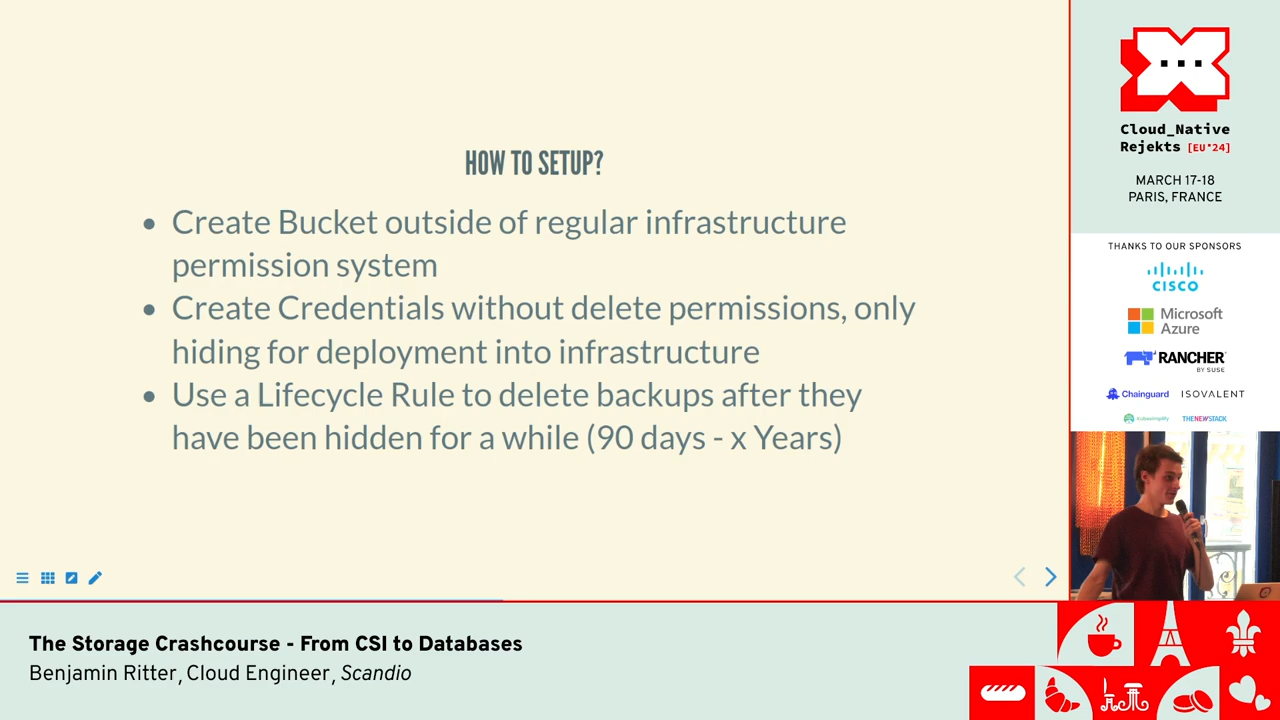 HOW TO SETUP?
• Create Bucket outside of regular infrastructure
permission system
• Create Credentials without delete permissions, only
hiding for deployment into infrastructure
• Use a Lifecycle Rule to delete backups after they
have been hidden for a while (90 days - x Years)
Cloud_Native
Rejekts [EU'24]
MARCH 17-18
PARIS, FRANCE
THANKS TO OUR SPONSORS
CISCO
Microsoft
Azure
RANCHER
BY SUSE
Chainguard ISOVALENT
Kubesimplify THENEWSTACK
The Storage Crashcourse - From CSI to Databases
Benjamin Ritter, Cloud Engineer, Scandio